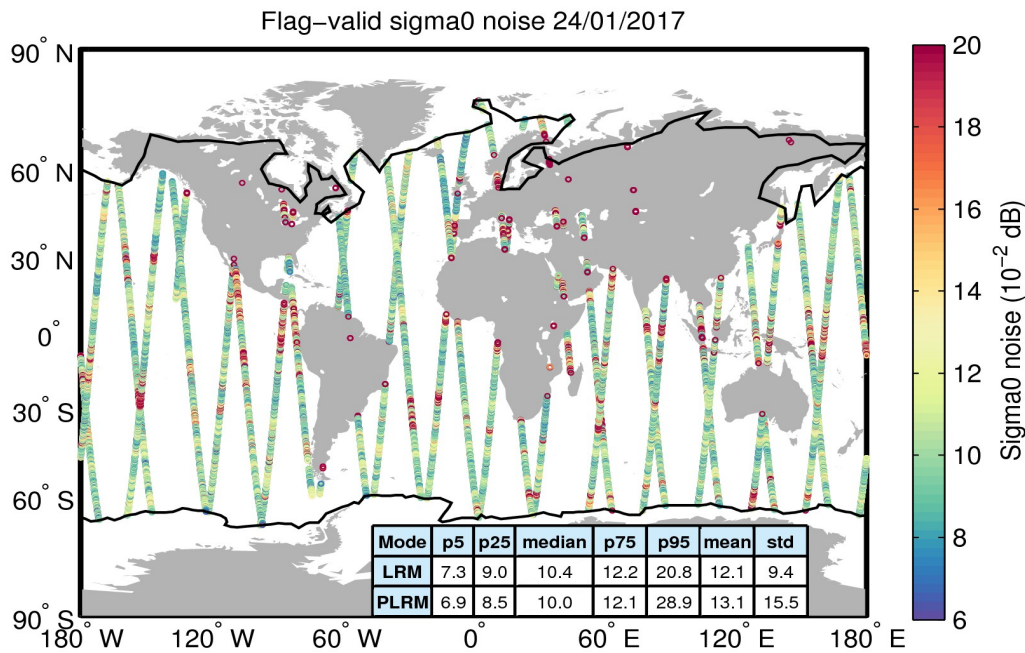 Flag−valid sigma0 noise 24/01/2017
90° N
60° N
30° N
0°
30° S
60° S
90° S
180° W
120° W
60° W
0°
60° E
120° E
180° E
Mode p5 p25 median p75 p95 mean std
LRM 7.3 9.0 10.4 12.2 20.8 12.1 9.4
PLRM 6.9 8.5 10.0 12.1 28.9 13.1 15.5
20
18
16
14
12
10
8
6
Sigma0 noise (10⁻² dB)